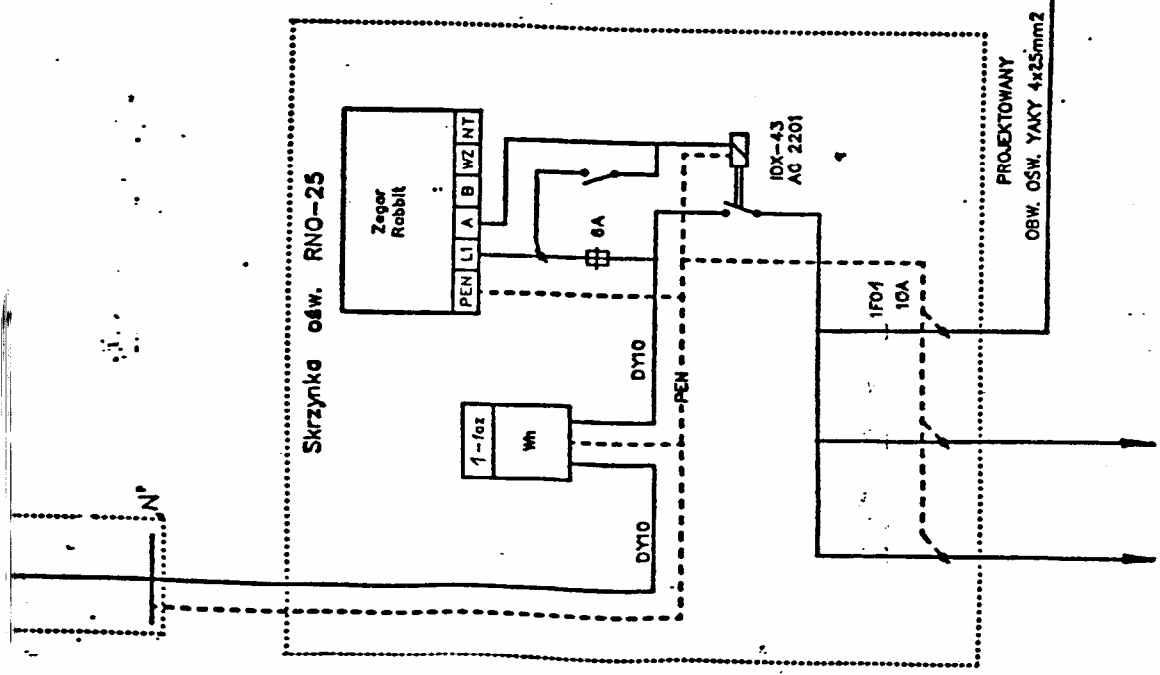 Skrzynka ośw. RNO-25
Zegar
Rabbit
PEN L1 A B WZ NT
6A
IDX-43
AC 2201
1-faz
Wh
DY10
DY10
PEN
N
1F01
10A
PROJEKTOWANY
OBW. OŚW. YAKY 4x25mm2